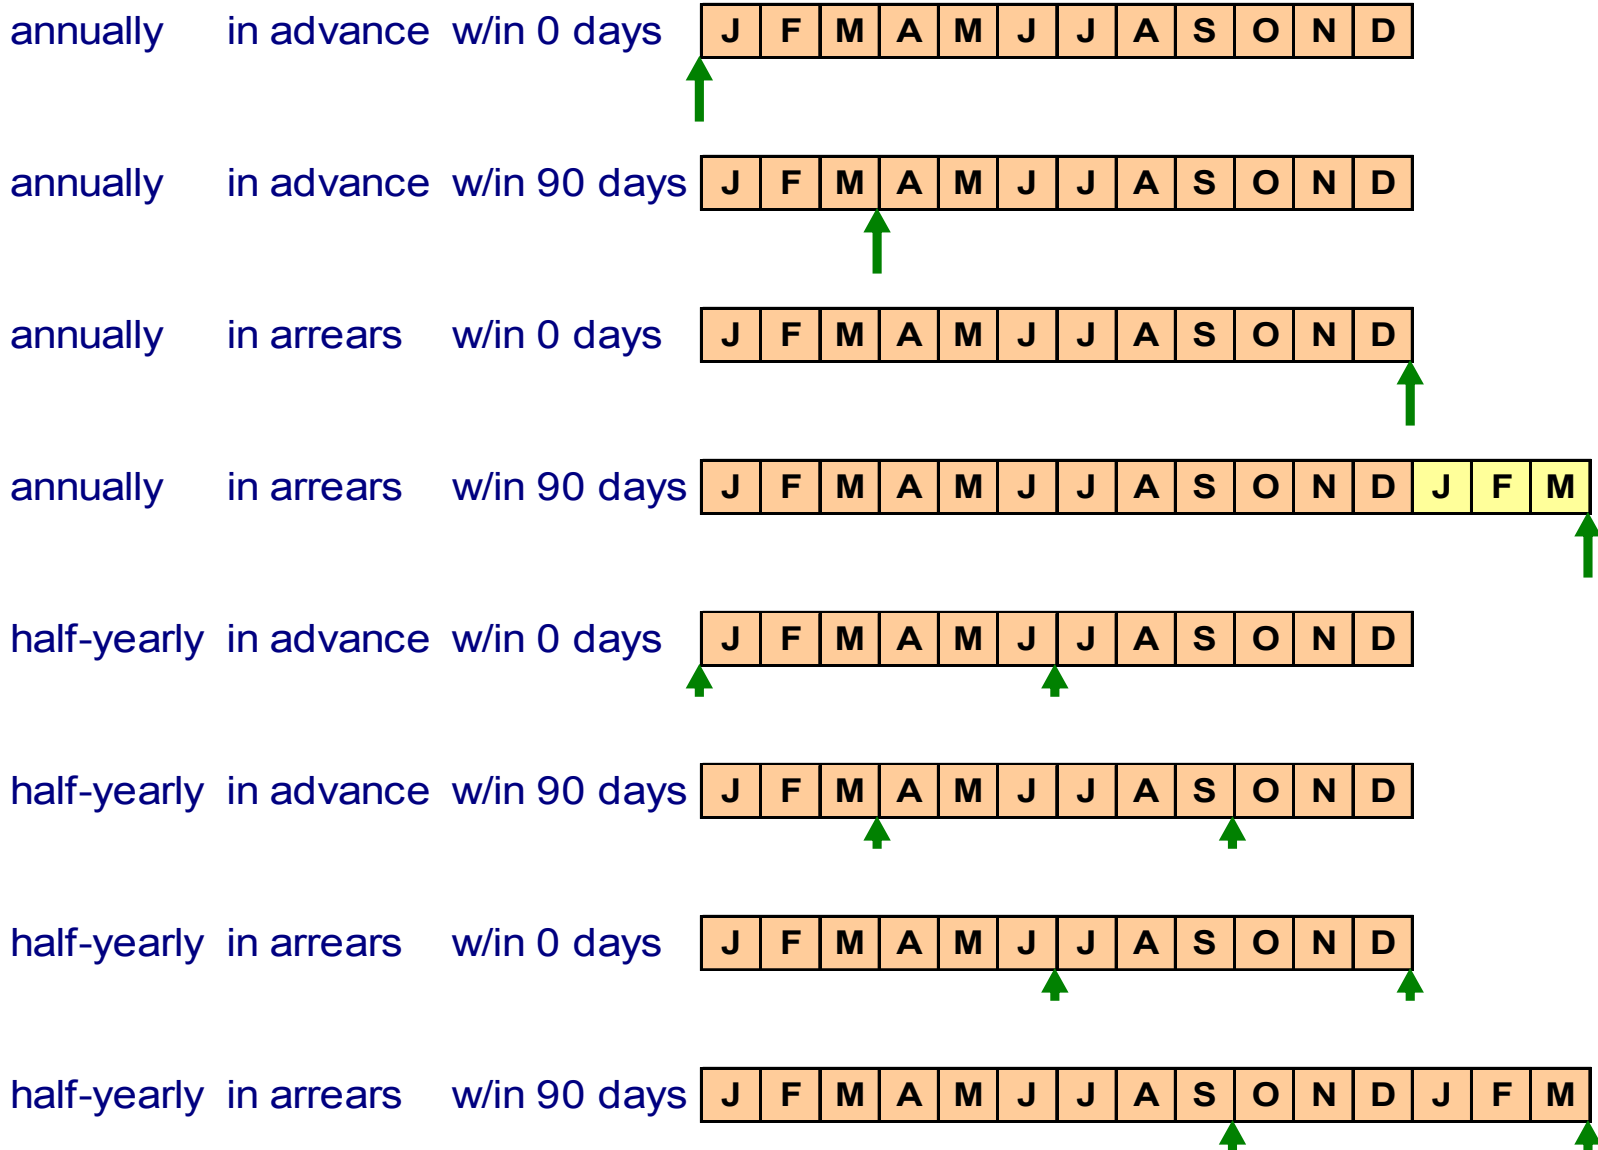 annually in advance w/in 0 days J F M A M J J A S O N D
annually in advance w/in 90 days J F M A M J J A S O N D
annually in arrears w/in 0 days J F M A M J J A S O N D
annually in arrears w/in 90 days J F M A M J J A S O N D J F M
half-yearly in advance w/in 0 days J F M A M J J A S O N D
half-yearly in advance w/in 90 days J F M A M J J A S O N D
half-yearly in arrears w/in 0 days J F M A M J J A S O N D
half-yearly in arrears w/in 90 days J F M A M J J A S O N D J F M